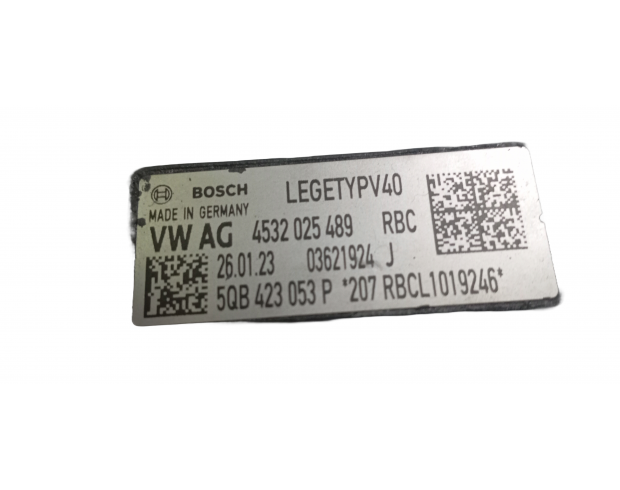 BOSCH LEGETYPV40
MADE IN GERMANY
VW AG 4532 025 489 RBC
26.01.23 03621924 J
5QB 423 053 P *207 RBCL1019246*